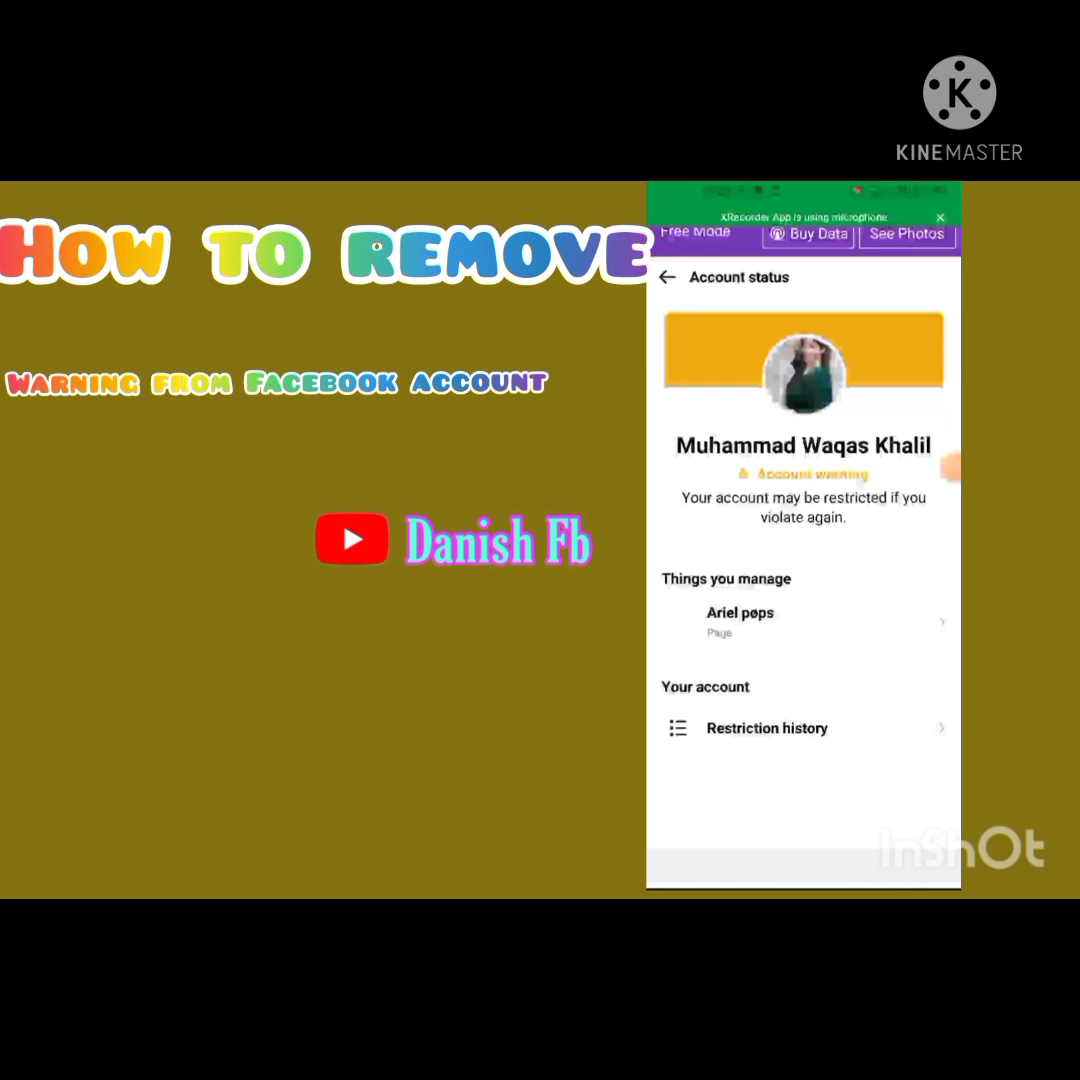 K
KINEMASTER
How to remove
Warning from Facebook account
Danish Fb
XRecorder App is using microphone
Free Mode
Buy Data
See Photos
Account status
Muhammad Waqas Khalil
Account warning
Your account may be restricted if you
violate again.
Things you manage
Ariel pøps
Page
Your account
Restriction history
InShOt